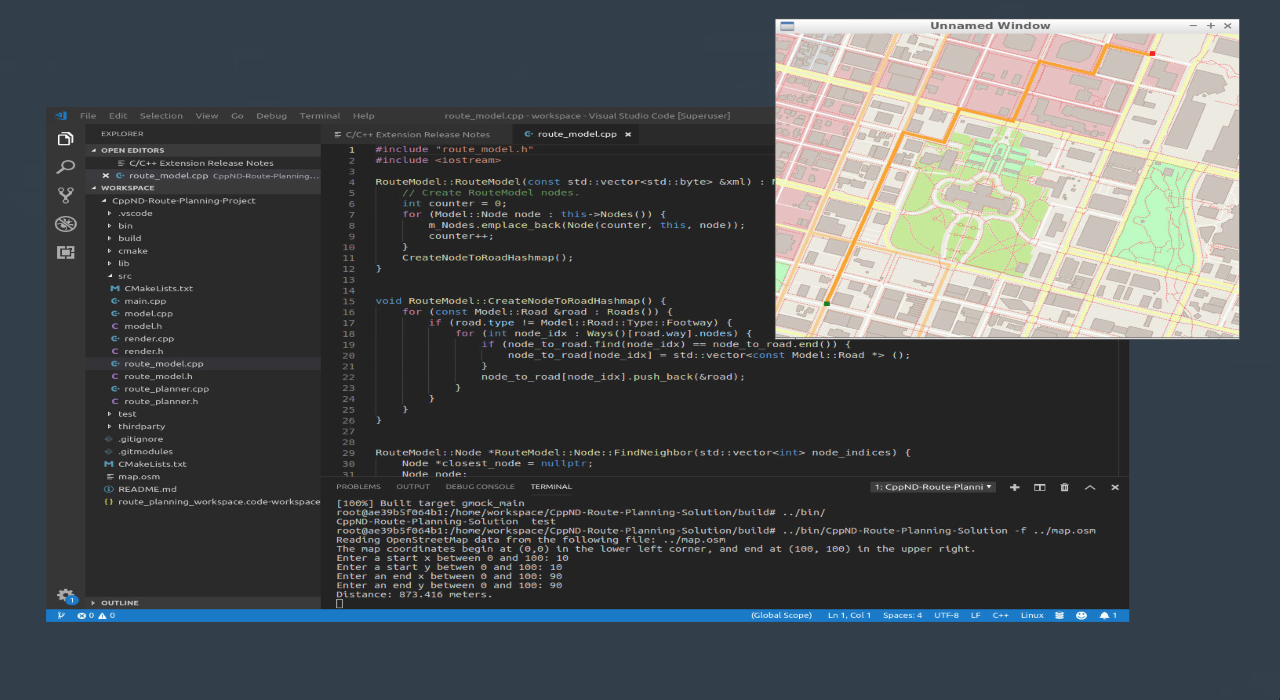 Unnamed Window
File Edit Selection View Go Debug Terminal Help
route_model.cpp - workspace - Visual Studio Code [Superuser]
EXPLORER
OPEN EDITORS
C/C++ Extension Release Notes
route_model.cpp CppND-Route-Planning...
WORKSPACE
CppND-Route-Planning-Project
.vscode
bin
build
cmake
lib
src
CMakeLists.txt
main.cpp
model.cpp
model.h
render.cpp
render.h
route_model.cpp
route_model.h
route_planner.cpp
route_planner.h
test
thirdparty
.gitignore
.gitmodules
CMakeLists.txt
map.osm
README.md
route_planning_workspace.code-workspace
OUTLINE
C/C++ Extension Release Notes
route_model.cpp
1 #include "route_model.h"
2 #include <iostream>
3
4 RouteModel::RouteModel(const std::vector<std::byte> &xml) :
5 // Create RouteModel nodes.
6 int counter = 0;
7 for (Model::Node node : this->Nodes()) {
8 m_Nodes.emplace_back(Node(counter, this, node));
9 counter++;
10 }
11 CreateNodeToRoadHashmap();
12 }
13
14
15 void RouteModel::CreateNodeToRoadHashmap() {
16 for (const Model::Road &road : Roads()) {
17 if (road.type != Model::Road::Type::Footway) {
18 for (int node_idx : Ways()[road.way].nodes) {
19 if (node_to_road.find(node_idx) == node_to_road.end()) {
20 node_to_road[node_idx] = std::vector<const Model::Road *> ();
21 }
22 node_to_road[node_idx].push_back(&road);
23 }
24 }
25 }
26 }
27
28
29 RouteModel::Node *RouteModel::Node::FindNeighbor(std::vector<int> node_indices) {
30 Node *closest_node = nullptr;
31 Node node;
PROBLEMS OUTPUT DEBUG CONSOLE TERMINAL
1: CppND-Route-Planni
[100%] Built target gmock_main
root@ae39b5f064b1:/home/workspace/CppND-Route-Planning-Solution/build# ../bin/
CppND-Route-Planning-Solution test
root@ae39b5f064b1:/home/workspace/CppND-Route-Planning-Solution/build# ../bin/CppND-Route-Planning-Solution -f ../map.osm
Reading OpenStreetMap data from the following file: ../map.osm
The map coordinates begin at (0,0) in the lower left corner, and end at (100, 100) in the upper right.
Enter a start x between 0 and 100: 10
Enter a start y betwen 0 and 100: 10
Enter an end x between 0 and 100: 90
Enter an end y between 0 and 100: 90
Distance: 873.416 meters.
1
0 0
(Global Scope) Ln 1, Col 1 Spaces: 4 UTF-8 LF C++ Linux 1